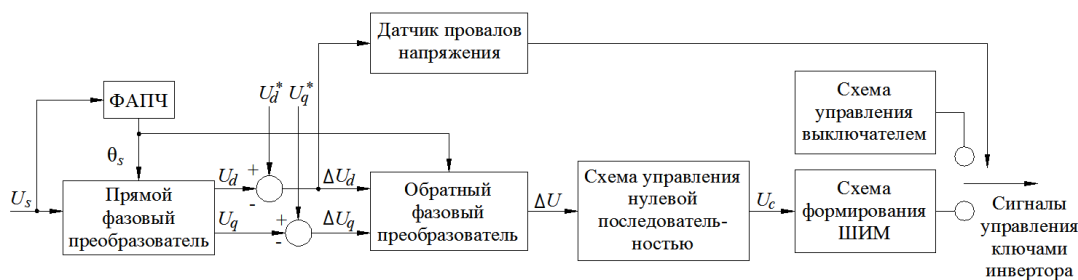 Датчик провалов
напряжения
ФАПЧ
U_d^*
U_q^*
Схема
управления
выключателем
θ_s
U_s
Прямой
фазовый
преобразователь
U_d
U_q
+
-
+
-
ΔU_d
ΔU_q
Обратный
фазовый
преобразователь
ΔU
Схема управления
нулевой
последователь-
ностью
U_c
Схема
формирования
ШИМ
Сигналы
управления
ключами
инвертора